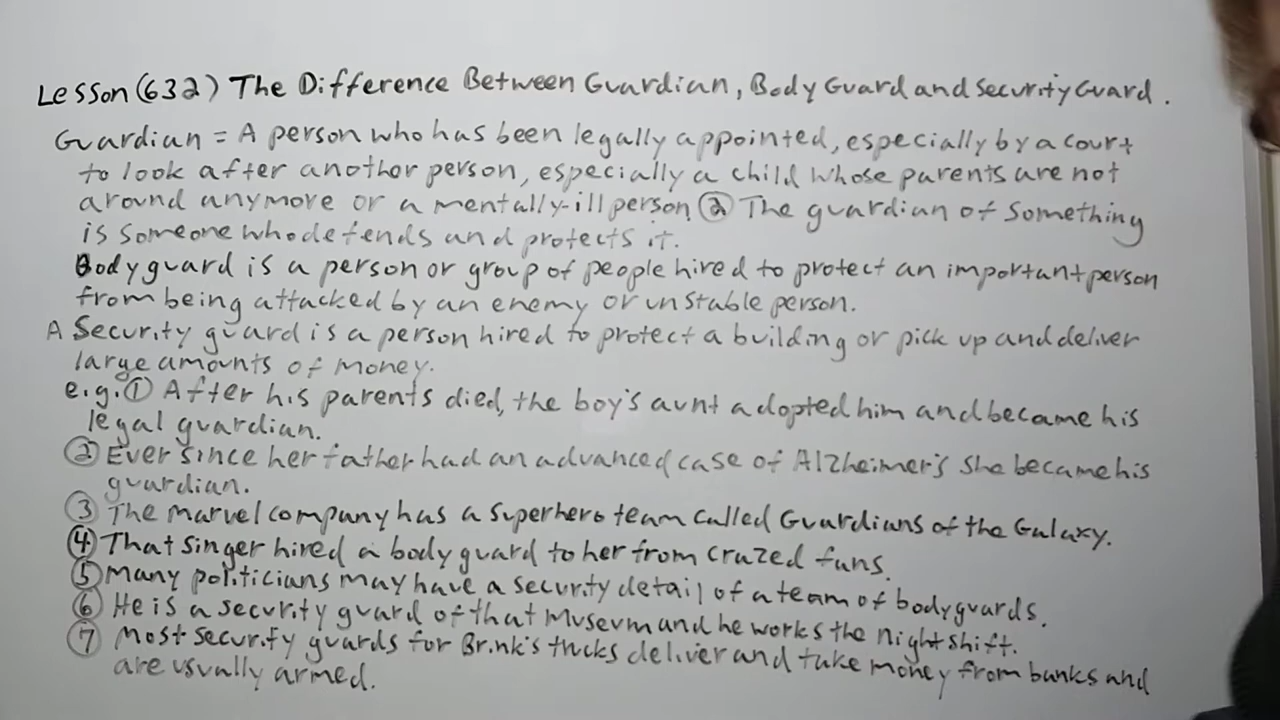 Lesson (632) The Difference Between Guardian, Body Guard and Security Guard.
Guardian = A person who has been legally appointed, especially by a court
to look after another person, especially a child whose parents are not
around anymore or a mentally-ill person ② The guardian of something
is someone who defends and protects it.
Bodyguard is a person or group of people hired to protect an important person
from being attacked by an enemy or unstable person.
A Security guard is a person hired to protect a building or pick up and deliver
large amounts of money.
e.g. ① After his parents died, the boy's aunt adopted him and became his
legal guardian.
② Ever since her father had an advanced case of Alzheimer's she became his
guardian.
③ The Marvel company has a superhero team called Guardians of the Galaxy.
④ That singer hired a body guard to her from crazed fans.
⑤ Many politicians may have a security detail of a team of bodyguards.
⑥ He is a security guard of that Museum and he works the night shift.
⑦ Most security guards for Brink's trucks deliver and take money from banks and
are usually armed.